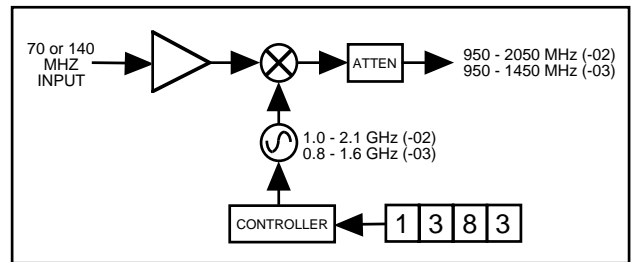 70 or 140
MHZ
INPUT
ATTEN
950 - 2050 MHz (-02)
950 - 1450 MHz (-03)
1.0 - 2.1 GHz (-02)
0.8 - 1.6 GHz (-03)
CONTROLLER
1 3 8 3